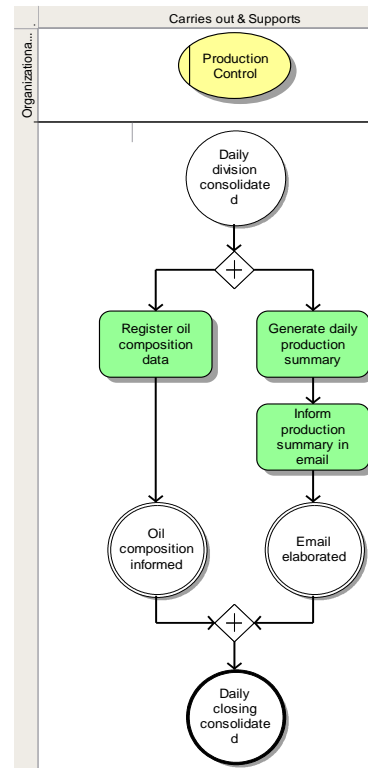 Carries out & Supports
Organizationa...
Production
Control
Daily
division
consolidate
d
Register oil
composition
data
Generate daily
production
summary
Inform
production
summary in
email
Oil
composition
informed
Email
elaborated
Daily
closing
consolidate
d